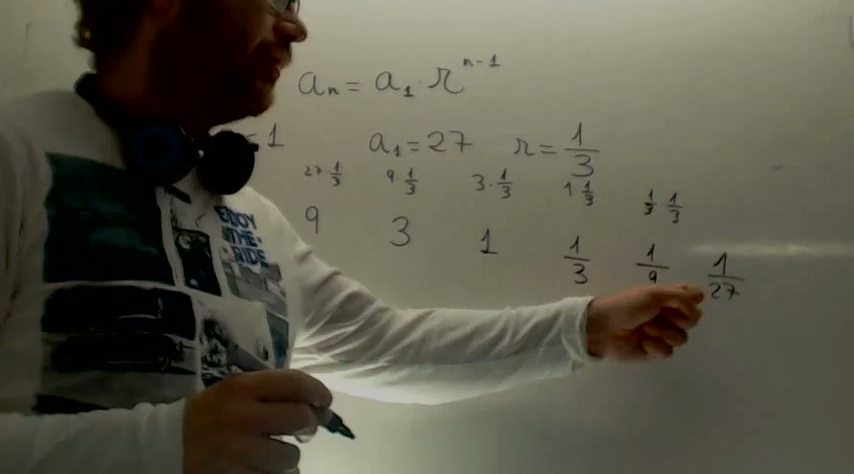 aₙ = a₁ · r^(n-1)
= 1 a₁ = 27 r = 1/3
27 · 1/3 9 · 1/3 3 · 1/3 1 · 1/3 1/3 · 1/3
9 3 1 1/3 1/9 1/27
ENJOY
THE
RIDE